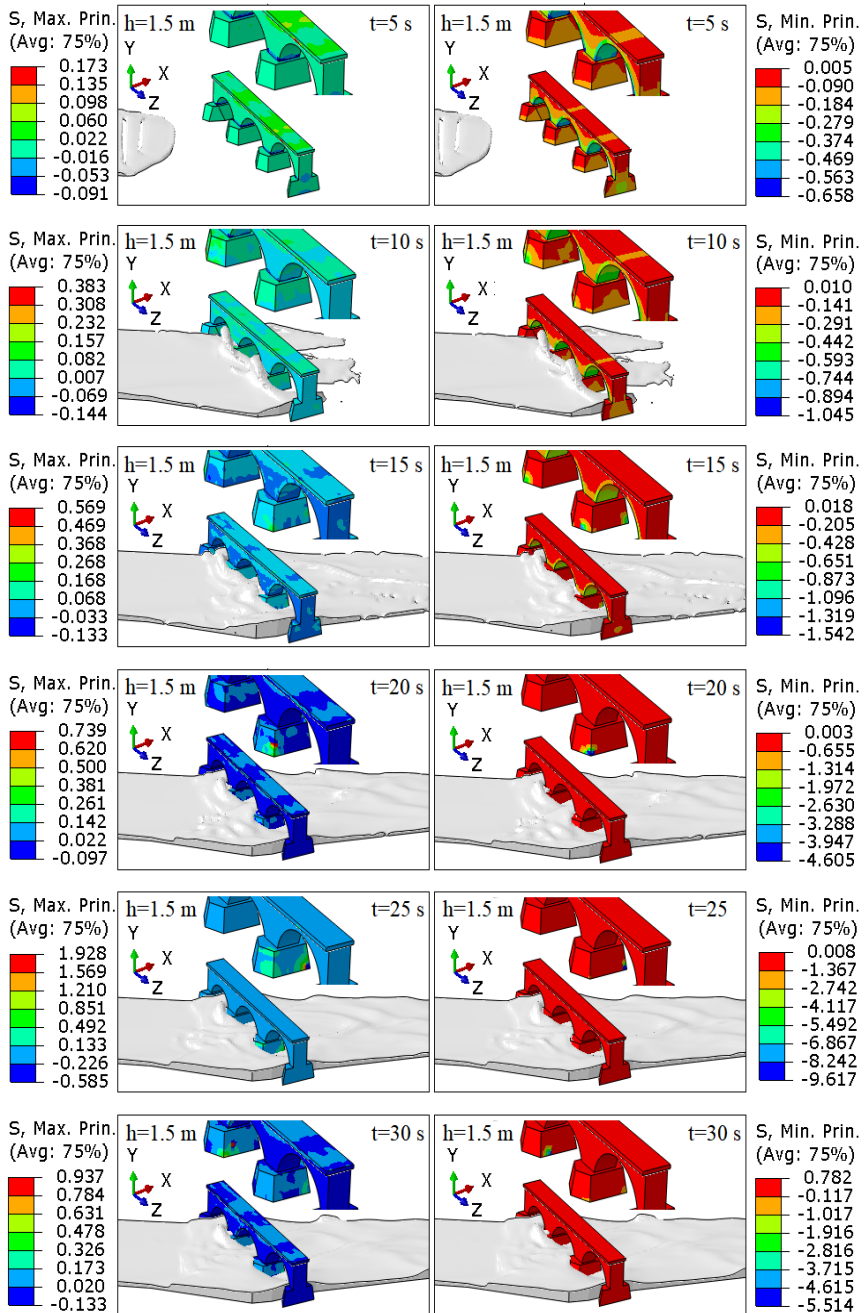 S, Max. Prin.
(Avg: 75%)
0.173
0.135
0.098
0.060
0.022
-0.016
-0.053
-0.091
h=1.5 m
t=5 s
Y
X
Z
h=1.5 m
t=5 s
Y
X
Z
S, Min. Prin.
(Avg: 75%)
0.005
-0.090
-0.184
-0.279
-0.374
-0.469
-0.563
-0.658
S, Max. Prin.
(Avg: 75%)
0.383
0.308
0.232
0.157
0.082
0.007
-0.069
-0.144
h=1.5 m
t=10 s
Y
X
Z
h=1.5 m
t=10 s
Y
X
Z
S, Min. Prin.
(Avg: 75%)
0.010
-0.141
-0.291
-0.442
-0.593
-0.744
-0.894
-1.045
S, Max. Prin.
(Avg: 75%)
0.569
0.469
0.368
0.268
0.168
0.068
-0.033
-0.133
h=1.5 m
t=15 s
Y
X
Z
h=1.5 m
t=15 s
Y
X
Z
S, Min. Prin.
(Avg: 75%)
0.018
-0.205
-0.428
-0.651
-0.873
-1.096
-1.319
-1.542
S, Max. Prin.
(Avg: 75%)
0.739
0.620
0.500
0.381
0.261
0.142
0.022
-0.097
h=1.5 m
t=20 s
Y
X
Z
h=1.5 m
t=20 s
Y
X
Z
S, Min. Prin.
(Avg: 75%)
0.003
-0.655
-1.314
-1.972
-2.630
-3.288
-3.947
-4.605
S, Max. Prin.
(Avg: 75%)
1.928
1.569
1.210
0.851
0.492
0.133
-0.226
-0.585
h=1.5 m
t=25 s
Y
X
Z
h=1.5 m
t=25
Y
X
Z
S, Min. Prin.
(Avg: 75%)
0.008
-1.367
-2.742
-4.117
-5.492
-6.867
-8.242
-9.617
S, Max. Prin.
(Avg: 75%)
0.937
0.784
0.631
0.478
0.326
0.173
0.020
-0.133
h=1.5 m
t=30 s
Y
X
Z
h=1.5 m
t=30 s
Y
X
Z
S, Min. Prin.
(Avg: 75%)
0.782
-0.117
-1.017
-1.916
-2.816
-3.715
-4.615
-5.514